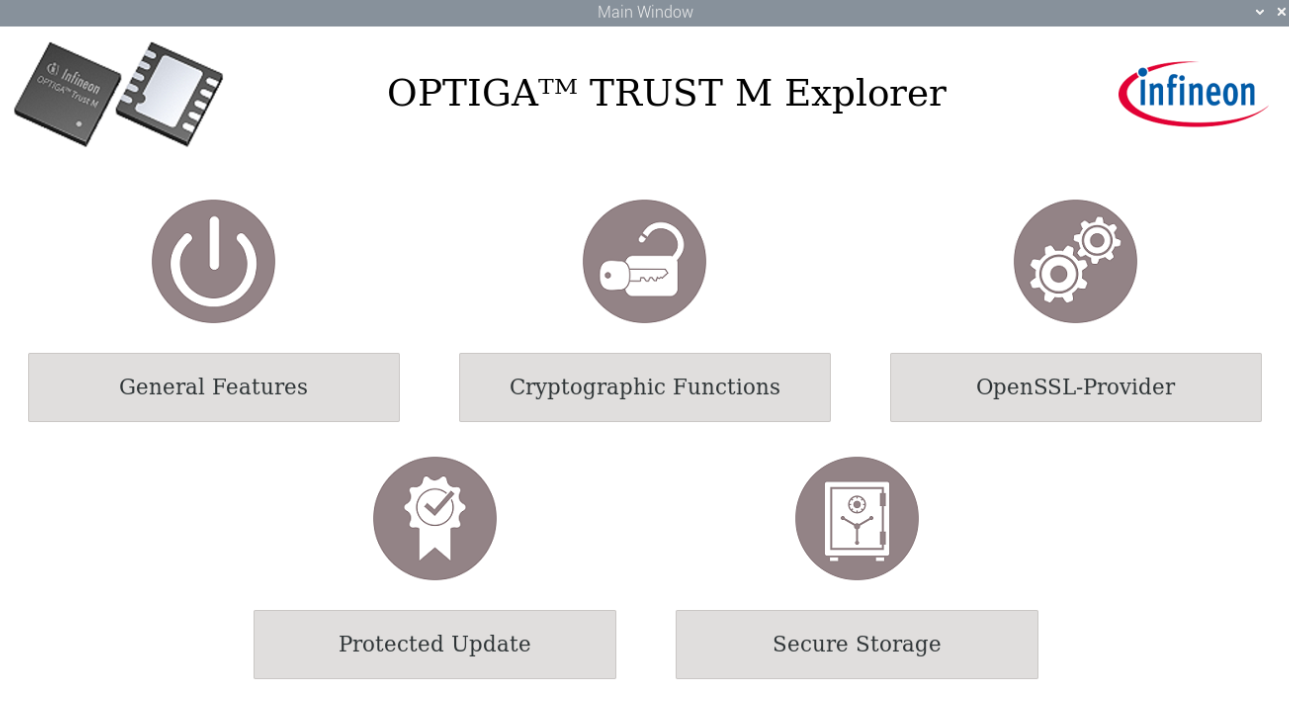 Main Window
Infineon
OPTIGA™ Trust M
OPTIGA™ TRUST M Explorer
infineon
General Features
Cryptographic Functions
OpenSSL-Provider
Protected Update
Secure Storage